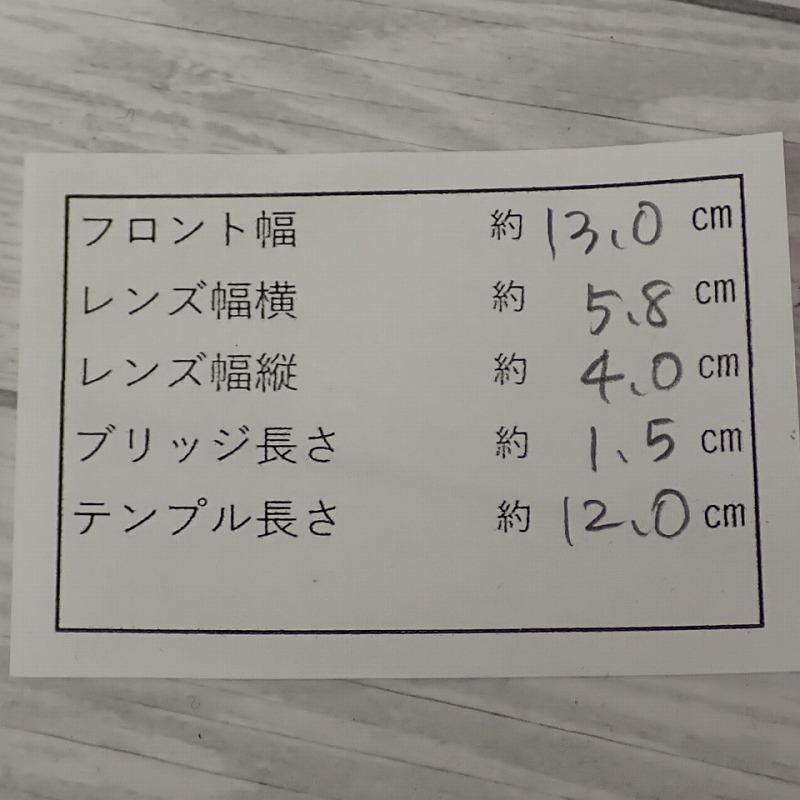 フロント幅 約 13.0 cm
レンズ幅横 約 5.8 cm
レンズ幅縦 約 4.0 cm
ブリッジ長さ 約 1.5 cm
テンプル長さ 約 12.0 cm